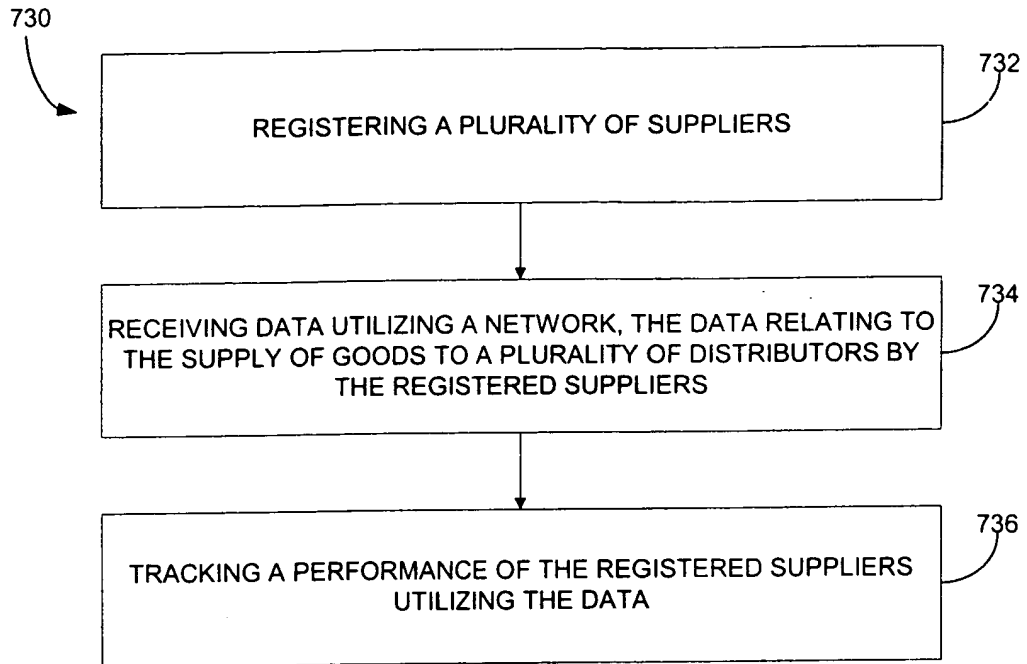 730
732
REGISTERING A PLURALITY OF SUPPLIERS
734
RECEIVING DATA UTILIZING A NETWORK, THE DATA RELATING TO
THE SUPPLY OF GOODS TO A PLURALITY OF DISTRIBUTORS BY
THE REGISTERED SUPPLIERS
736
TRACKING A PERFORMANCE OF THE REGISTERED SUPPLIERS
UTILIZING THE DATA